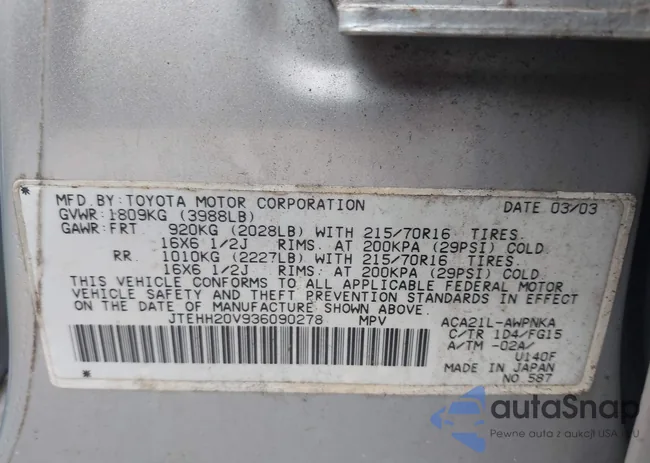 MFD.BY:TOYOTA MOTOR CORPORATION DATE 03/03
GVWR:1809KG (3988LB)
GAWR:FRT 920KG (2028LB) WITH 215/70R16 TIRES.
16X6 1/2J RIMS. AT 200KPA (29PSI) COLD
RR. 1010KG (2227LB) WITH 215/70R16 TIRES.
16X6 1/2J RIMS. AT 200KPA (29PSI) COLD
THIS VEHICLE CONFORMS TO ALL APPLICABLE FEDERAL MOTOR
VEHICLE SAFETY AND THEFT PREVENTION STANDARDS IN EFFECT
ON THE DATE OF MANUFACTURE SHOWN ABOVE.
JTEHH20V936090278 MPV ACA21L-AWPNKA
C/TR 1D4/FG15
A/TM -02A/
U140F
MADE IN JAPAN
NO.587
autaSnap
Pewne auta z aukcji USA i EU